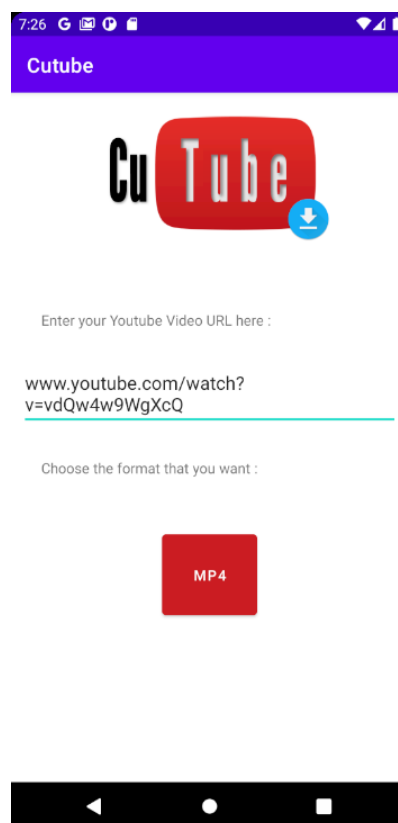 7:26
Cutube
Cu Tube
Enter your Youtube Video URL here :
www.youtube.com/watch?
v=vdQw4w9WgXcQ
Choose the format that you want :
MP4